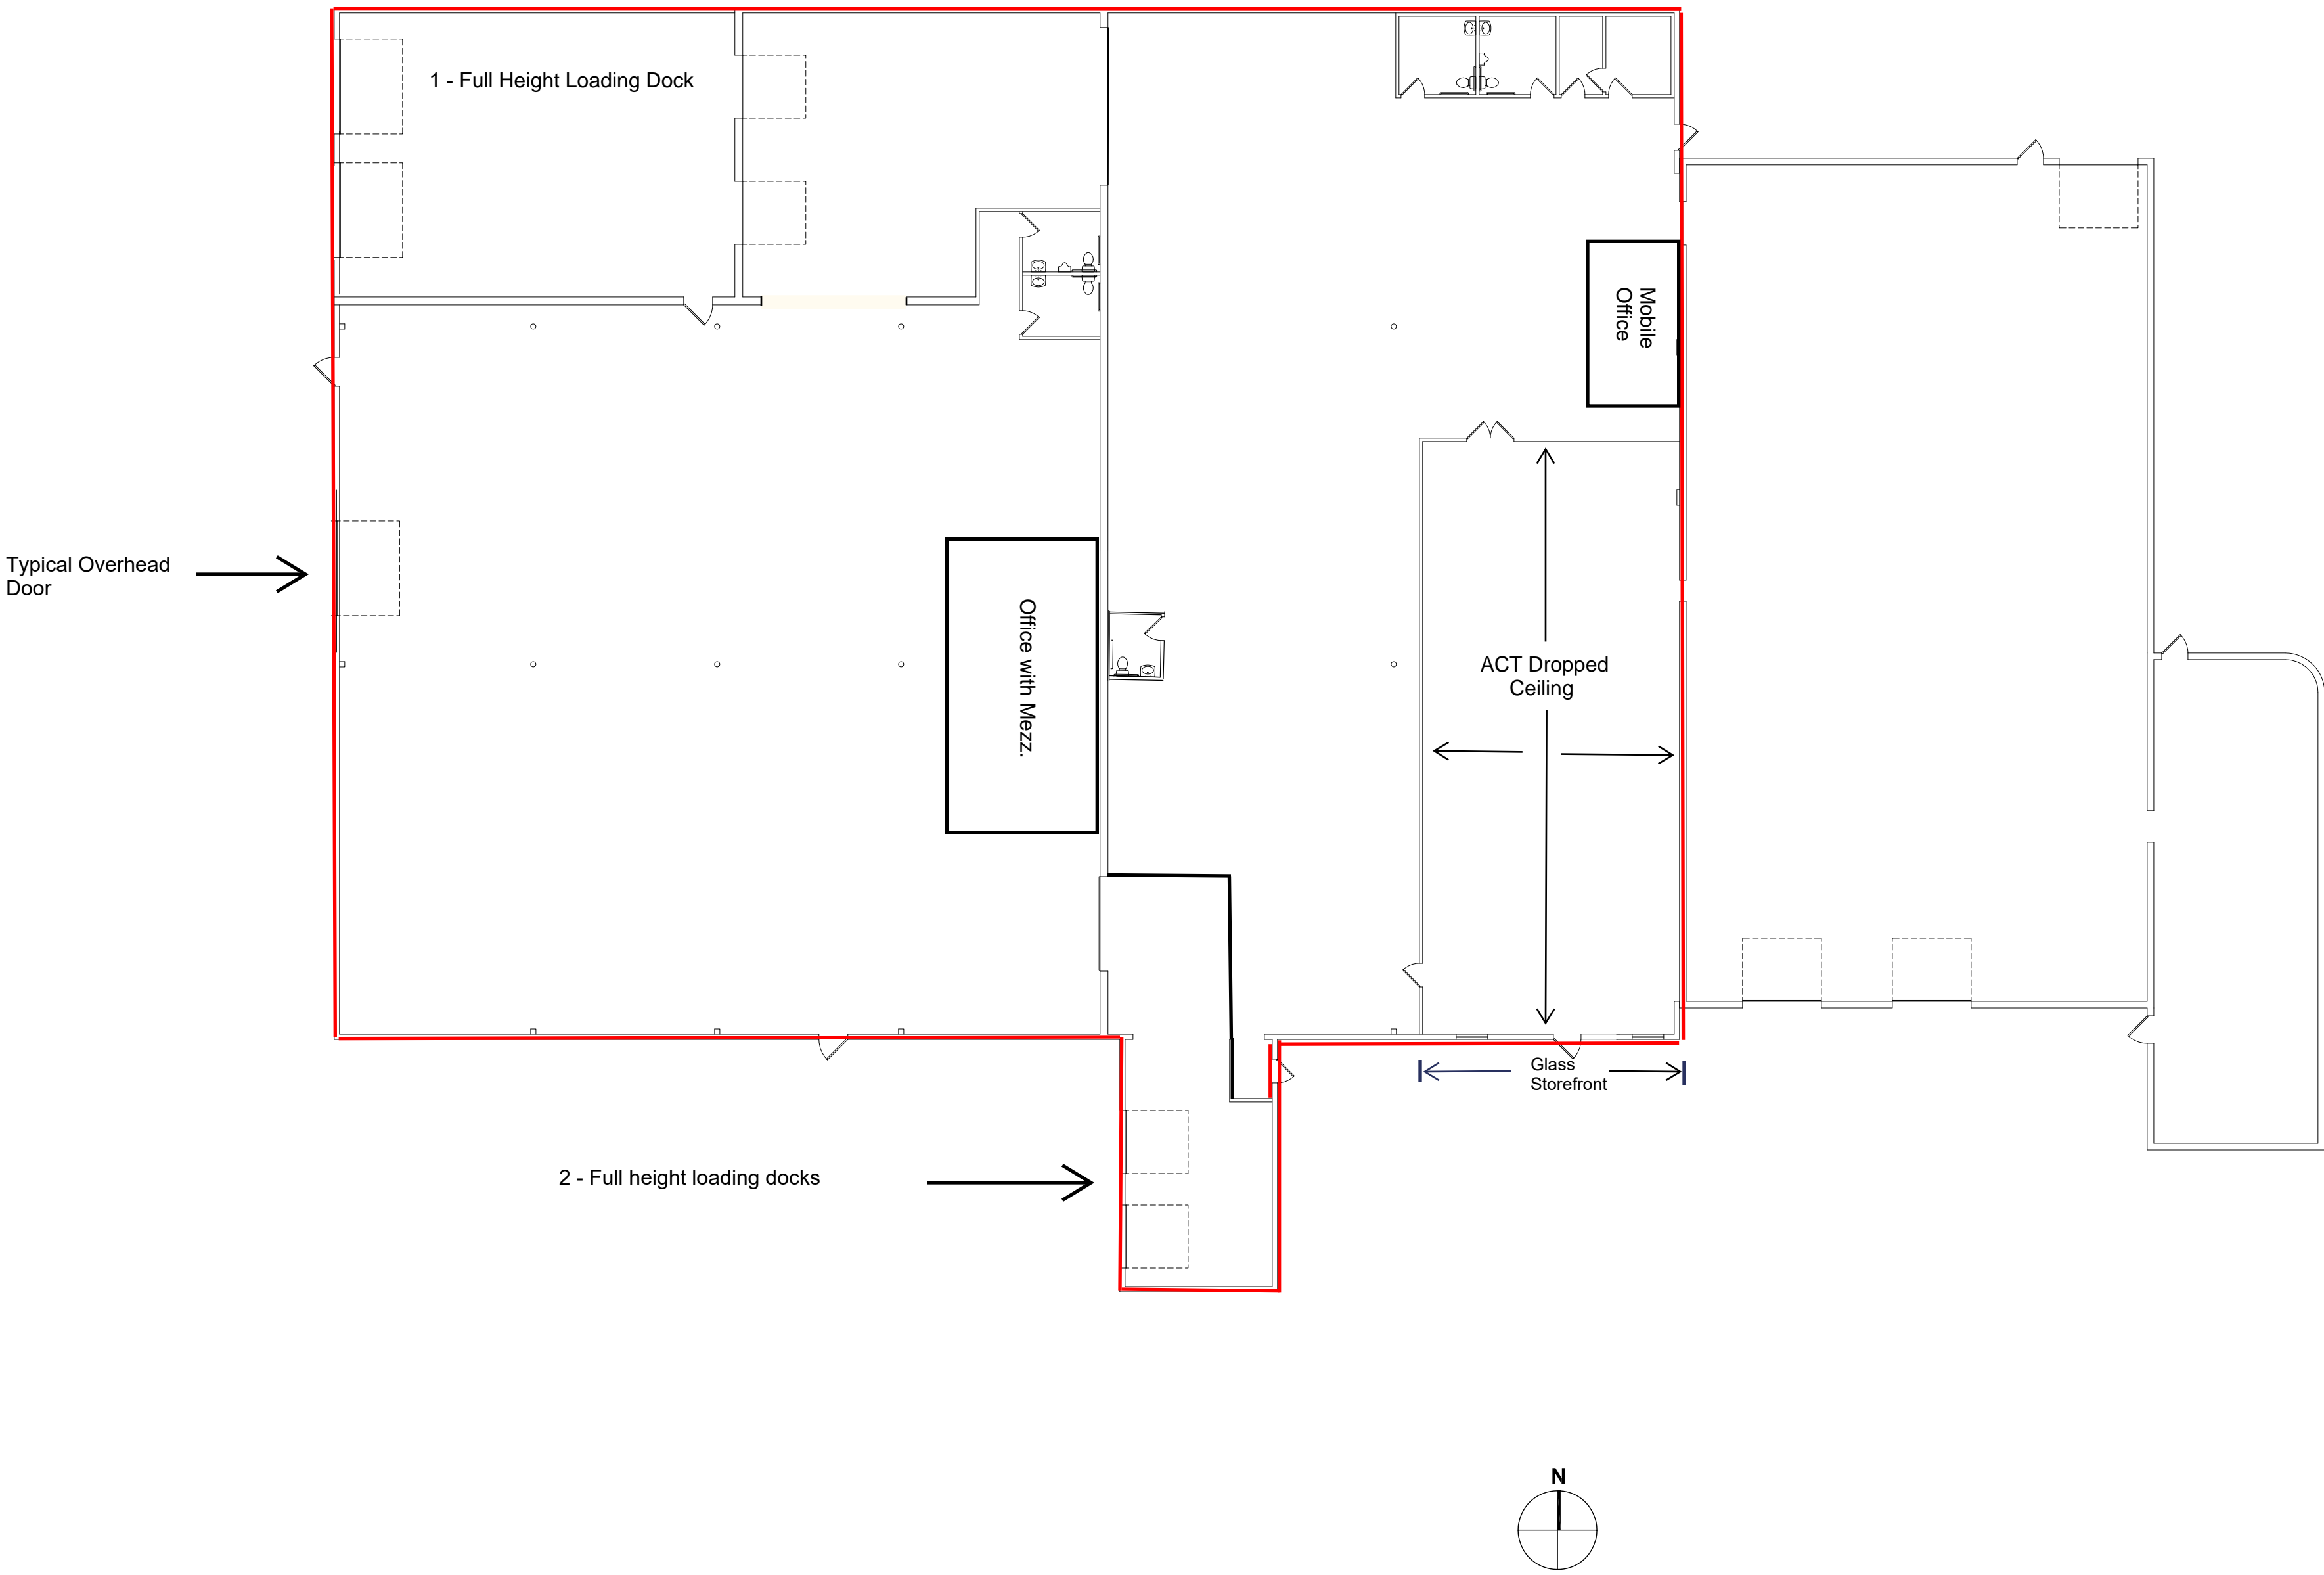 1 - Full Height Loading Dock
Mobile
Office
Typical Overhead
Door
Office with Mezz.
ACT Dropped
Ceiling
Glass
Storefront
2 - Full height loading docks
N